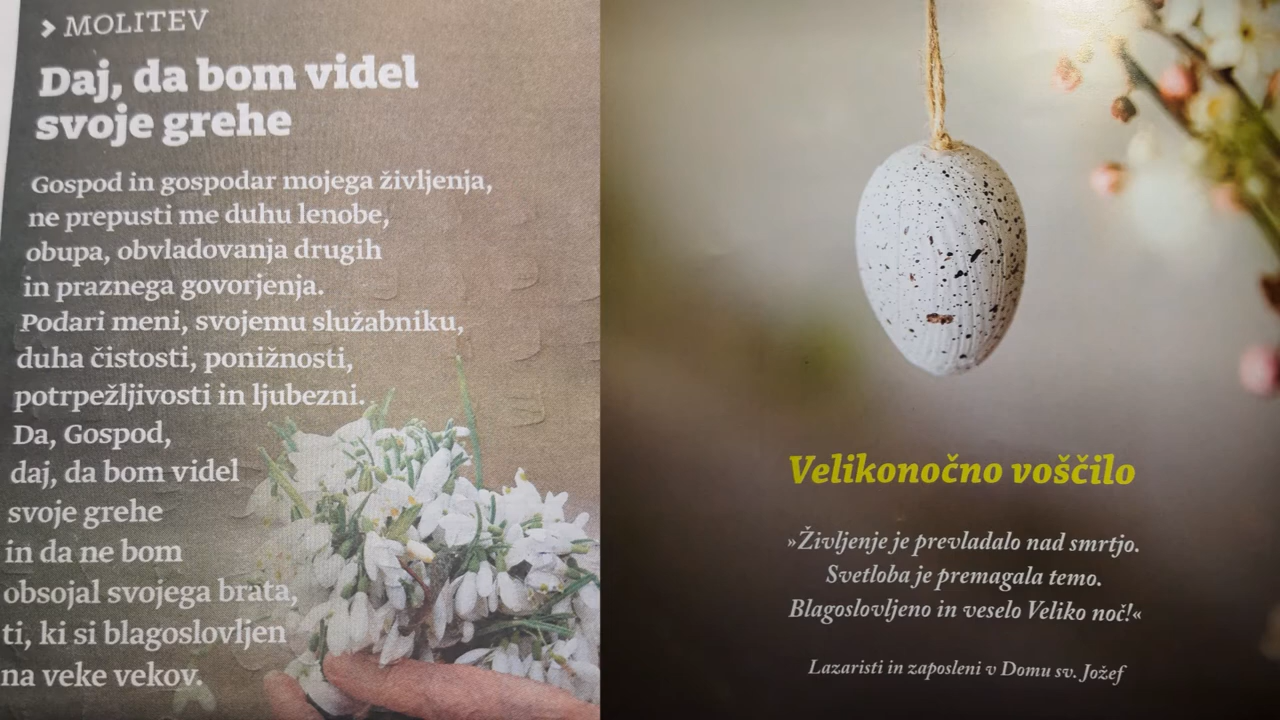 MOLITEV
Daj, da bom videl
svoje grehe
Gospod in gospodar mojega življenja,
ne prepusti me duhu lenobe,
obupa, obvladovanja drugih
in praznega govorjenja.
Podari meni, svojemu služabniku,
duha čistosti, ponižnosti,
potrpežljivosti in ljubezni.
Da, Gospod,
daj, da bom videl
svoje grehe
in da ne bom
obsojal svojega brata,
ti, ki si blagoslovljen
na veke vekov.
Velikonočno voščilo
»Življenje je prevladalo nad smrtjo.
Svetloba je premagala temo.
Blagoslovljeno in veselo Veliko noč!«
Lazaristi in zaposleni v Domu sv. Jožef